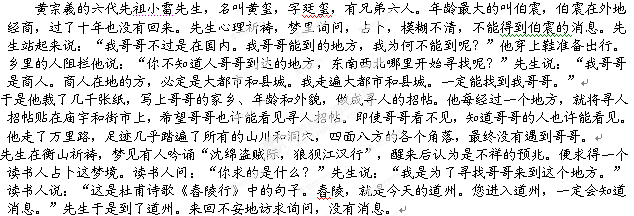 黄宗羲的六代先祖小雷先生，名叫黄玺，字廷玺，有兄弟六人。年龄最大的叫伯震，伯震在外地
经商，过了十年也没有回来。先生心理祈祷，梦里询问，占卜，模糊不清，不能得到伯震的消息。先
生站起来说：“我哥哥不过是在国内。我哥哥能到的地方，我为何不能到呢？”他穿上鞋准备出行。
乡里的人阻拦他说：“你不知道人哥哥到达的地方，东南西北哪里开始寻找呢？”先生说：“我哥哥
是商人。商人在地的方，必定是大都市和县城。我走遍大都市和县城。一定能找到我哥哥。”
于是他裁了几千张纸，写上哥哥的家乡、年龄和外貌，做成寻人的招帖。他每经过一个地方，就将寻人
招帖贴在庙宇和街市上，希望哥哥也许能看见寻人招帖。即使哥哥看不见，知道哥哥的人也许能看见。
他走了万里路，足迹几乎踏遍了所有的山川和洞穴，四面八方的各个角落，最终没有遇到哥哥。
先生在衡山祈祷，梦见有人吟诵“沈绵盗贼际，狼狈江汉行”，醒来后认为是不祥的预兆。便求得一个
读书人占卜这梦境。读书人问：“你求的是什么？”先生说：“我是为了寻找哥哥来到这个地方。”
读书人说：“这是杜甫诗歌《舂陵行》中的句子。舂陵，就是今天的道州。您进入道州，一定会知道
消息。”先生于是到了道州。来回不安地访求询问，没有消息。